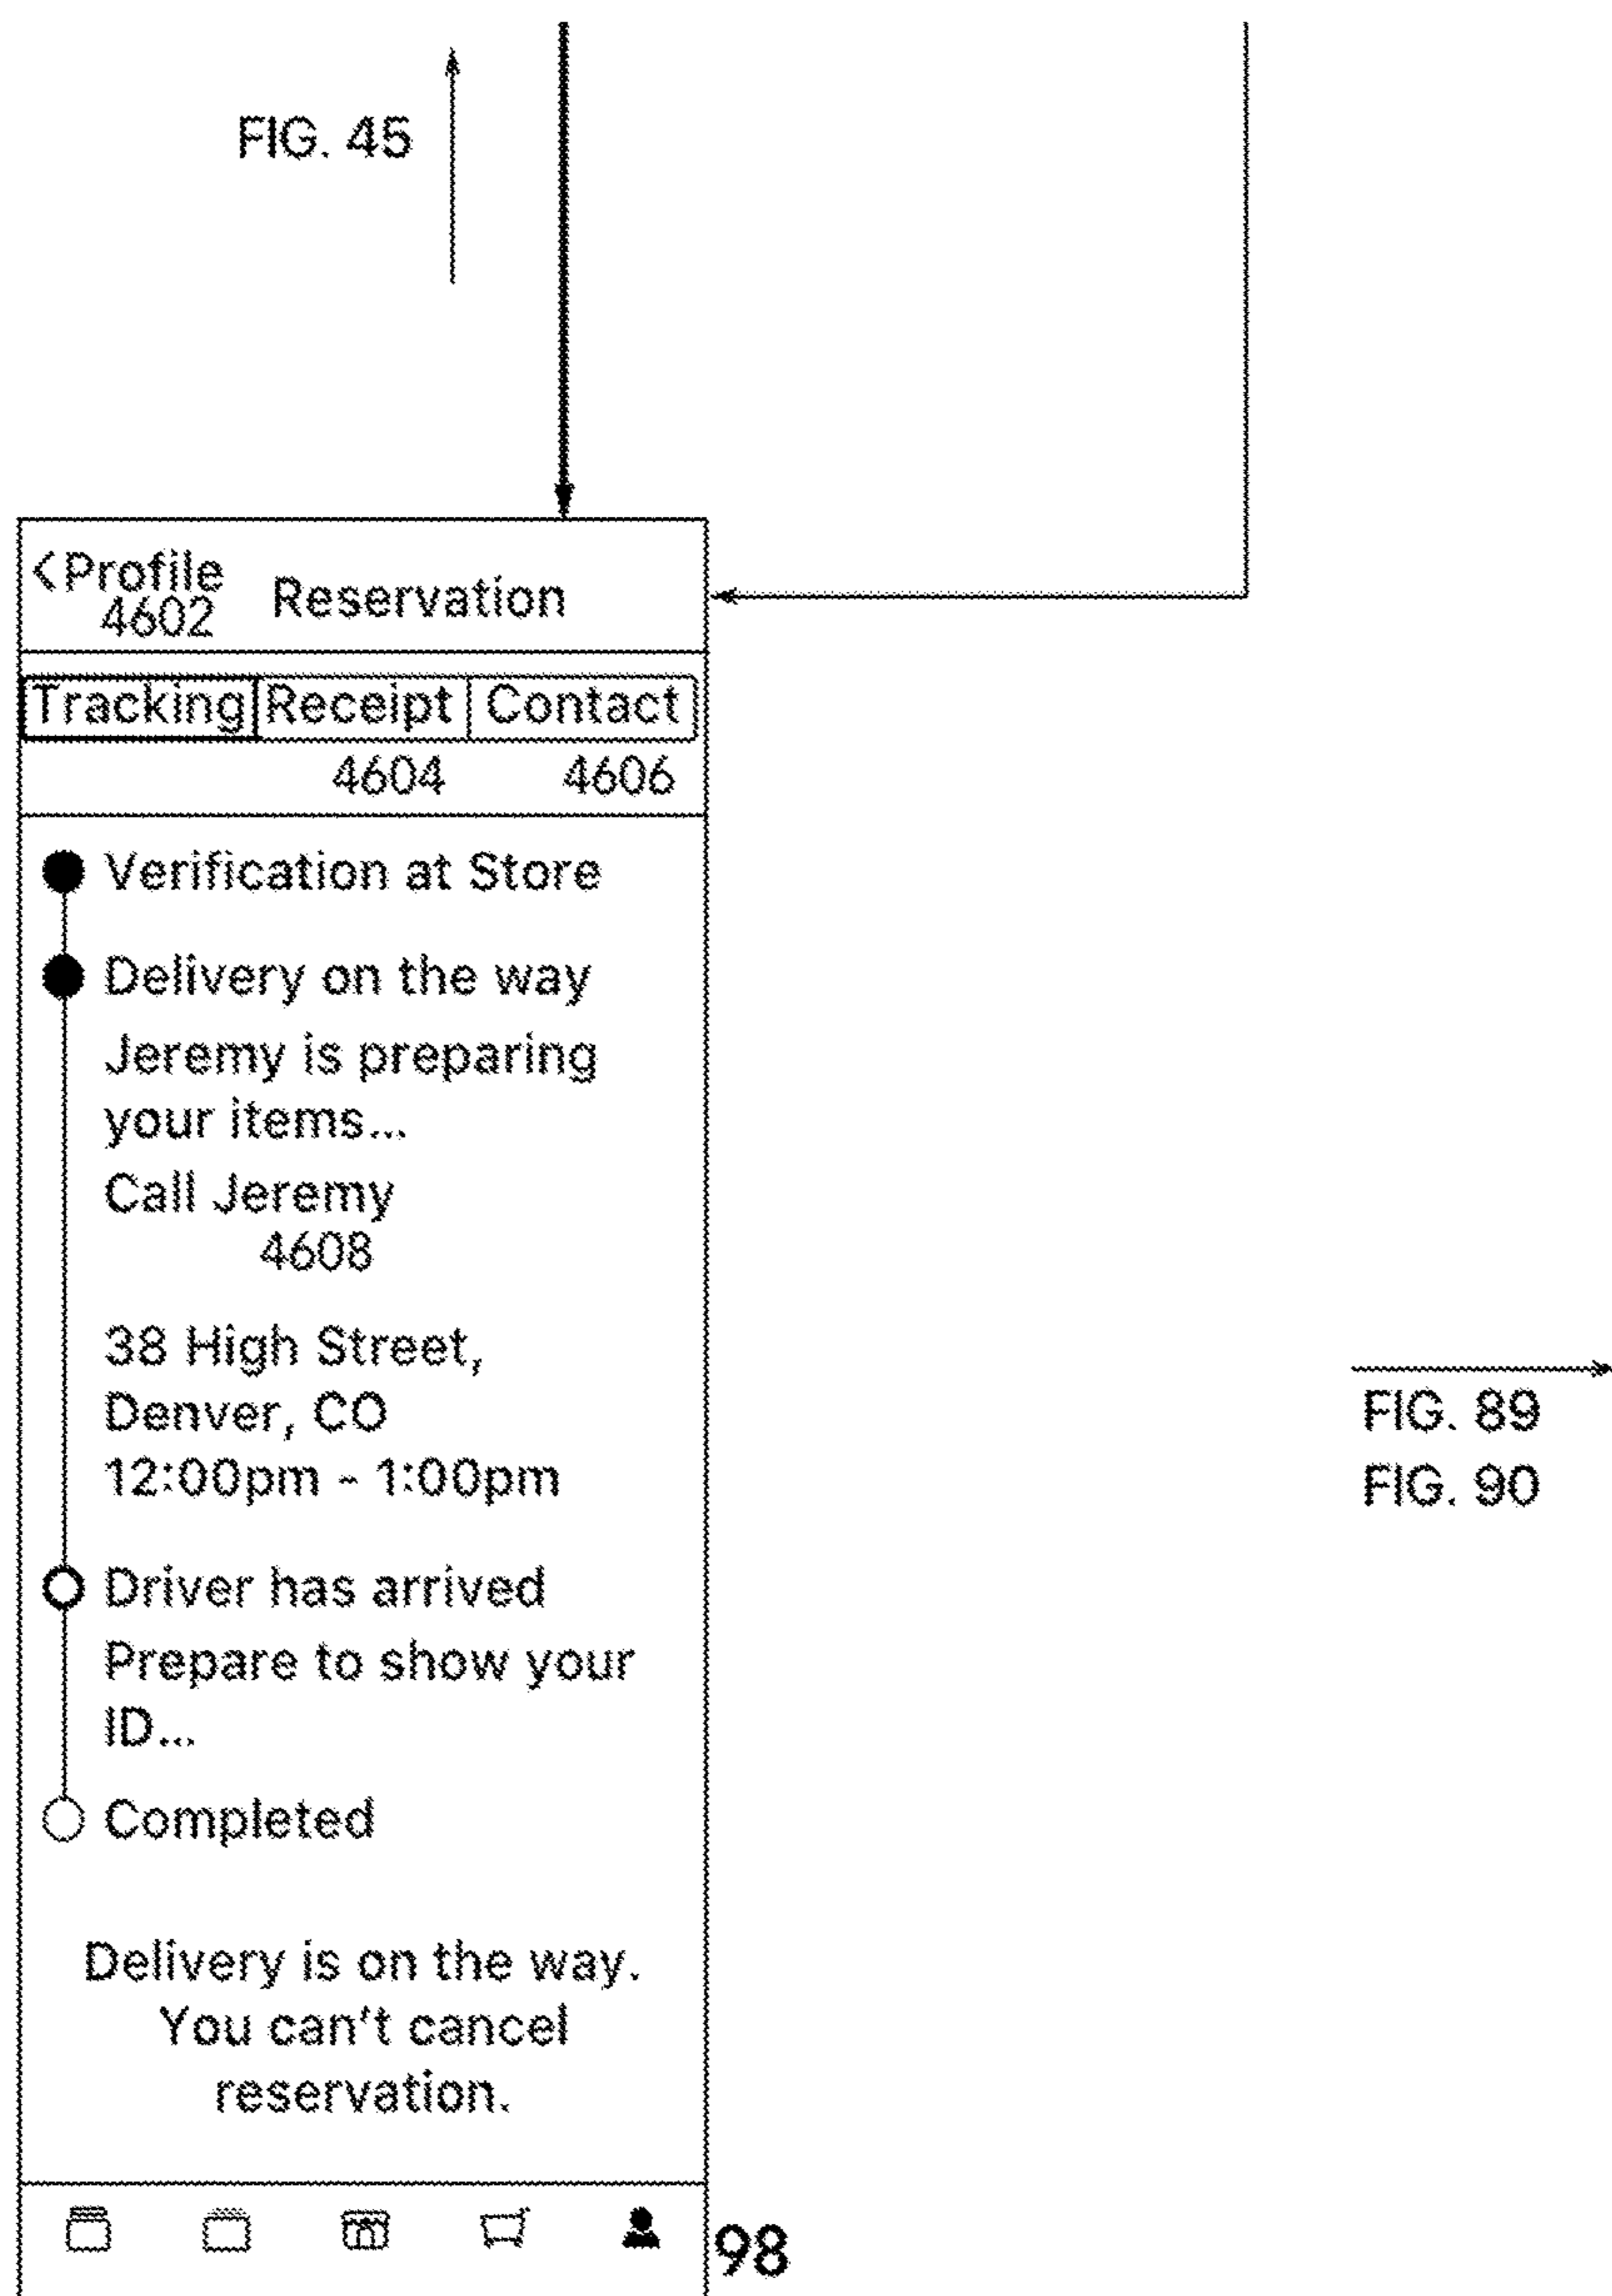 FIG. 45
<Profile
4602
Reservation
Tracking Receipt Contact
4604 4606
Verification at Store
Delivery on the way
Jeremy is preparing
your items...
Call Jeremy
4608
38 High Street,
Denver, CO
12:00pm - 1:00pm
FIG. 89
FIG. 90
Driver has arrived
Prepare to show your
ID...
Completed
Delivery is on the way.
You can't cancel
reservation.
98